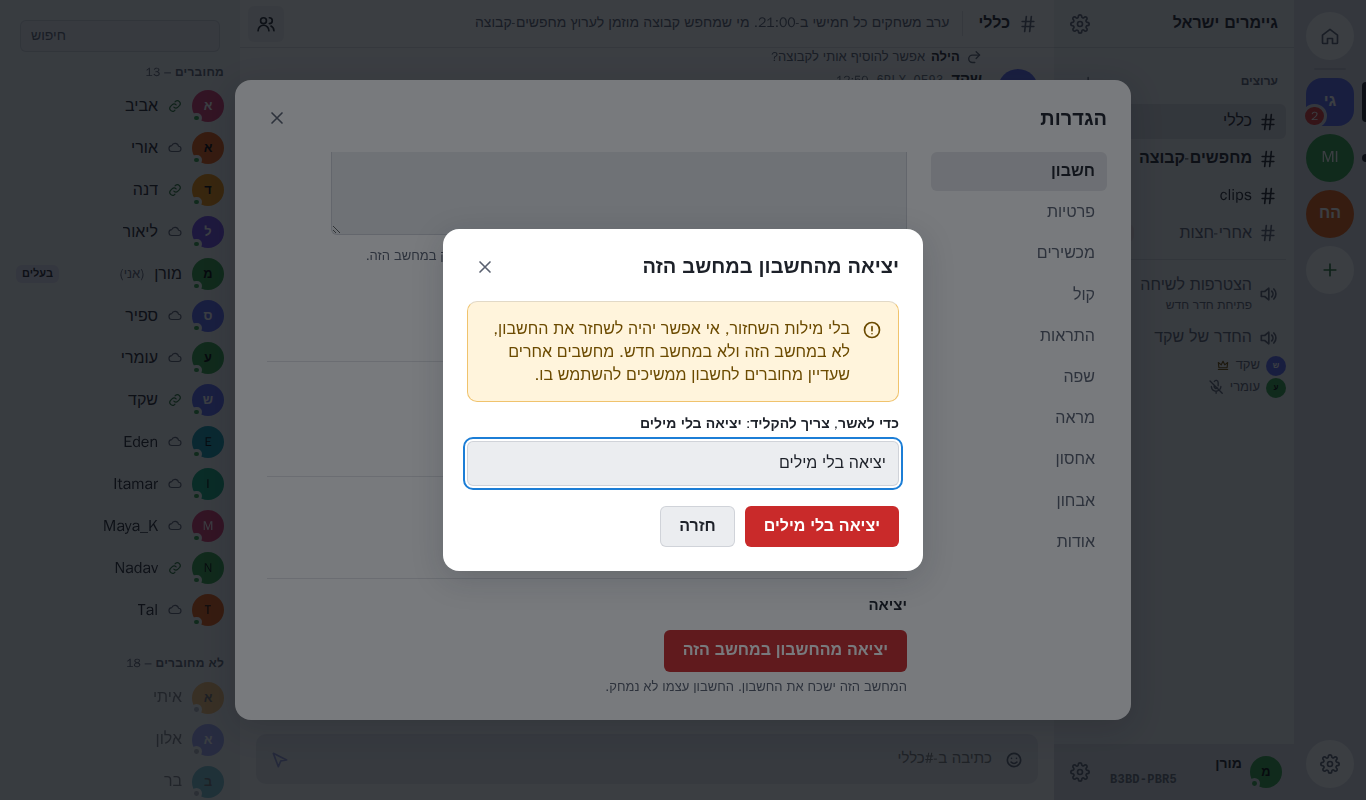 גיימרים ישראל
ערוצים
כללי
מחפשים-קבוצה
clips
אחרי-חצות
הצטרפות לשיחה
פתיחת חדר חדש
החדר של שקד
ש שקד
ע עומרי
גי
2
MI
הח
מ מורן
B3BD-PBR5
# כללי
ערב משחקים כל חמישי ב-21:00. מי שמחפש קבוצה מוזמן לערוץ מחפשים-קבוצה
הילה אפשר להוסיף אותי לקבוצה?
שקד
כתיבה ב-#כללי
הגדרות
חשבון
פרטיות
מכשירים
קול
התראות
שפה
מראה
אחסון
אבחון
אודות
במחשב הזה.
יציאה
יציאה מהחשבון במחשב הזה
המחשב הזה ישכח את החשבון. החשבון עצמו לא נמחק.
יציאה מהחשבון במחשב הזה
בלי מילות השחזור, אי אפשר יהיה לשחזר את החשבון,
לא במחשב הזה ולא במחשב חדש. מחשבים אחרים
שעדיין מחוברים לחשבון ממשיכים להשתמש בו.
כדי לאשר, צריך להקליד: יציאה בלי מילים
יציאה בלי מילים
יציאה בלי מילים
חזרה
חיפוש
מחוברים – 13
א אביב
א אורי
ד דנה
ל ליאור
מ מורן (אני) בעלים
ס ספיר
ע עומרי
ש שקד
E Eden
I Itamar
M Maya_K
N Nadav
T Tal
לא מחוברים – 18
א איתי
א אלון
ב בר